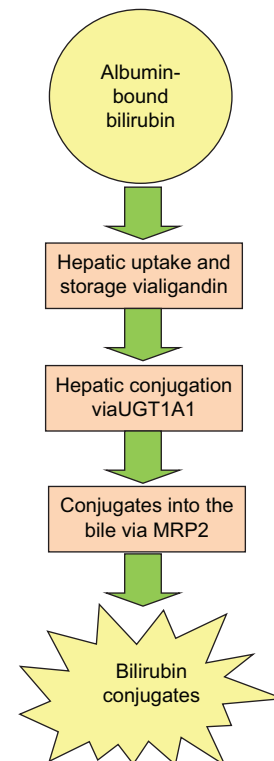 Albumin-
bound
bilirubin
Hepatic uptake and
storage vialigandin
Hepatic conjugation
viaUGT1A1
Conjugates into the
bile via MRP2
Bilirubin
conjugates